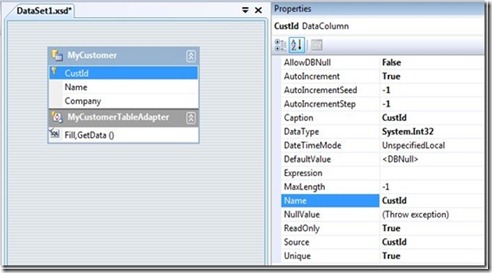 DataSet1.xsd*
MyCustomer
CustId
Name
Company
MyCustomerTableAdapter
Fill,GetData ()
Properties
CustId DataColumn
AllowDBNull False
AutoIncrement True
AutoIncrementSeed -1
AutoIncrementStep -1
Caption CustId
DataType System.Int32
DateTimeMode UnspecifiedLocal
DefaultValue <DBNull>
Expression
MaxLength -1
Name CustId
NullValue (Throw exception)
ReadOnly True
Source CustId
Unique True